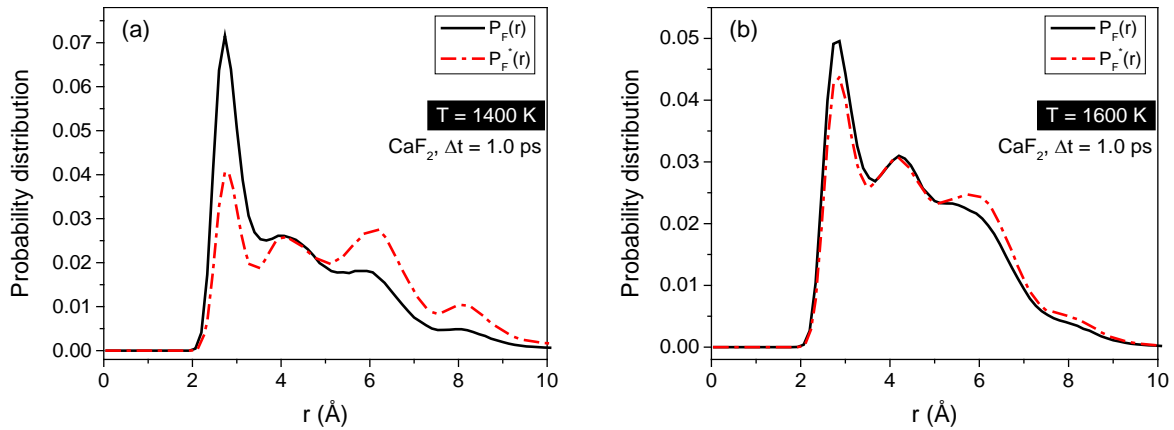 (a)
P_F(r)
P_F^*(r)
T = 1400 K
CaF₂, Δt = 1.0 ps
Probability distribution
0.07
0.06
0.05
0.04
0.03
0.02
0.01
0.00
0 2 4 6 8 10
r (Å)
(b)
P_F(r)
P_F^*(r)
T = 1600 K
CaF₂, Δt = 1.0 ps
Probability distribution
0.05
0.04
0.03
0.02
0.01
0.00
0 2 4 6 8 10
r (Å)